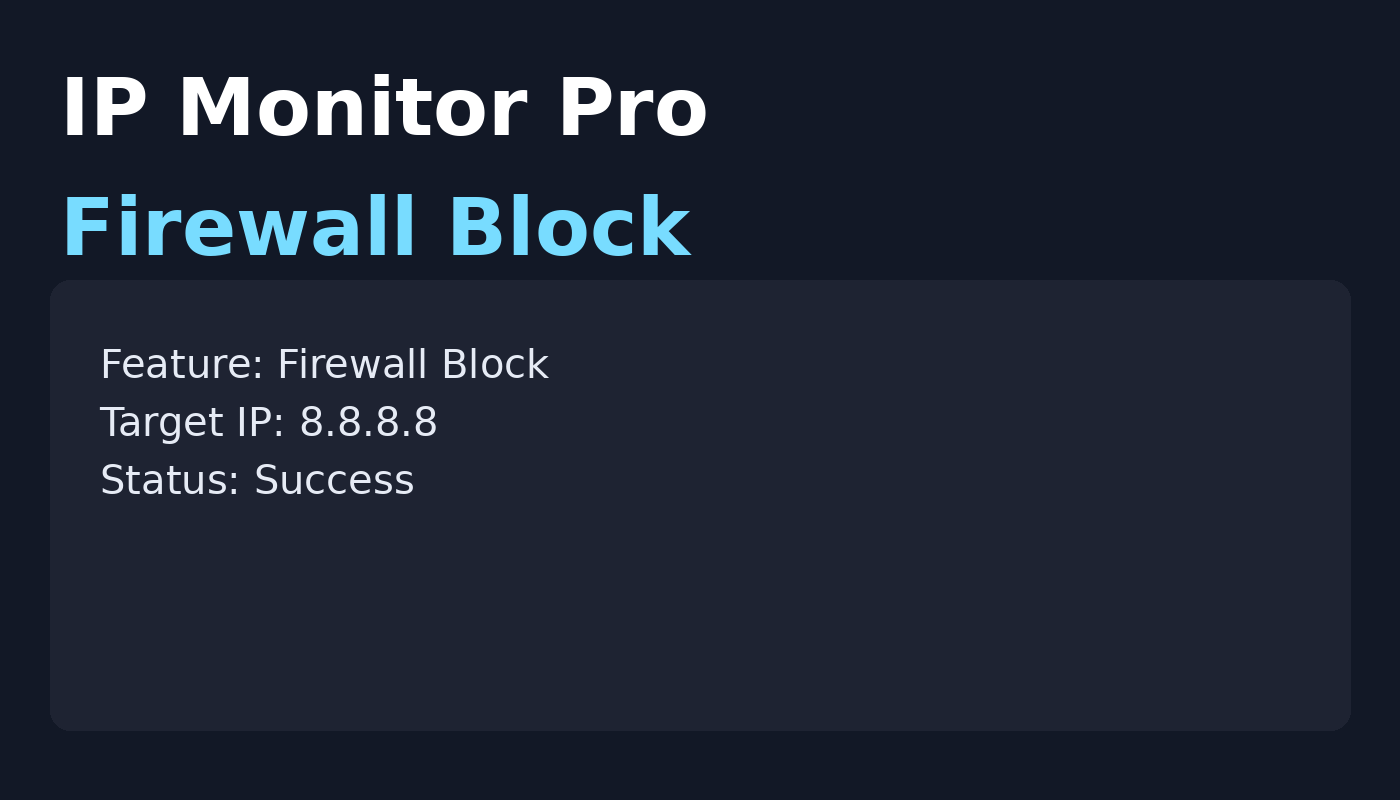 IP Monitor Pro
Firewall Block
Feature: Firewall Block
Target IP: 8.8.8.8
Status: Success